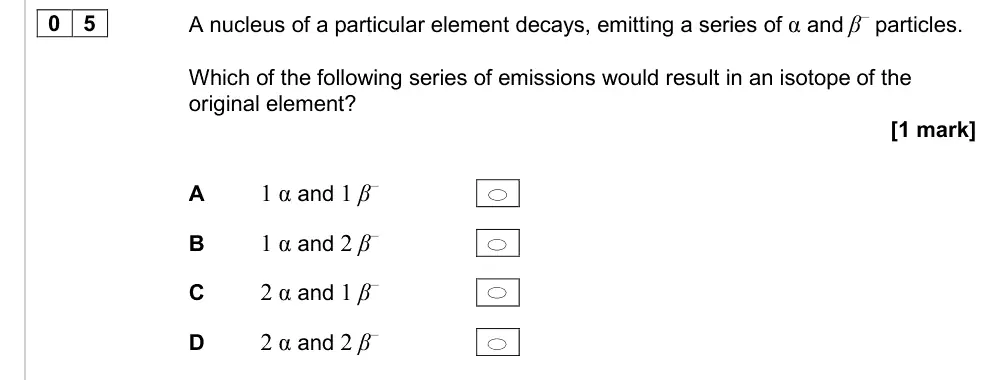 0 5 A nucleus of a particular element decays, emitting a series of α and β⁻ particles.
Which of the following series of emissions would result in an isotope of the
original element?
[1 mark]
A 1 α and 1 β⁻
B 1 α and 2 β⁻
C 2 α and 1 β⁻
D 2 α and 2 β⁻